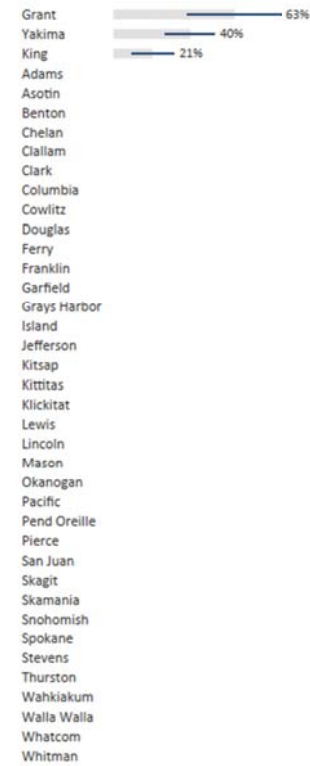 Grant 63%
Yakima 40%
King 21%
Adams
Asotin
Benton
Chelan
Clallam
Clark
Columbia
Cowlitz
Douglas
Ferry
Franklin
Garfield
Grays Harbor
Island
Jefferson
Kitsap
Kittitas
Klickitat
Lewis
Lincoln
Mason
Okanogan
Pacific
Pend Oreille
Pierce
San Juan
Skagit
Skamania
Snohomish
Spokane
Stevens
Thurston
Wahkiakum
Walla Walla
Whatcom
Whitman